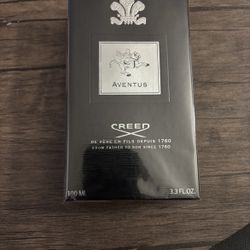 AVENTUS
CREED
DE PÈRE EN FILS DEPUIS 1760
FROM FATHER TO SON SINCE 1760
100 ML
3.3 FL.OZ.